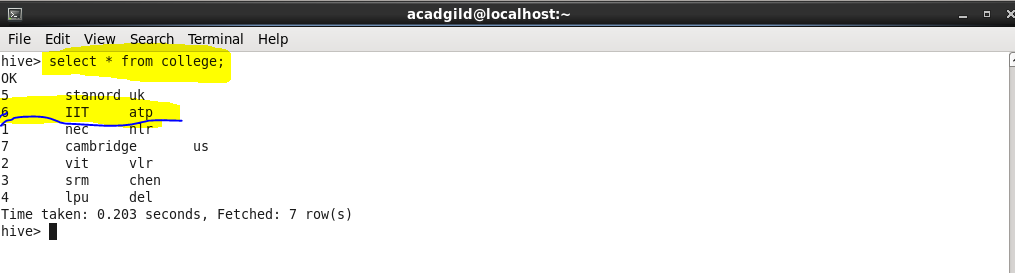 acadgild@localhost:~
File Edit View Search Terminal Help
hive> select * from college;
OK
5 stanord uk
6 IIT atp
1 nec nlr
7 cambridge us
2 vit vlr
3 srm chen
4 lpu del
Time taken: 0.203 seconds, Fetched: 7 row(s)
hive>